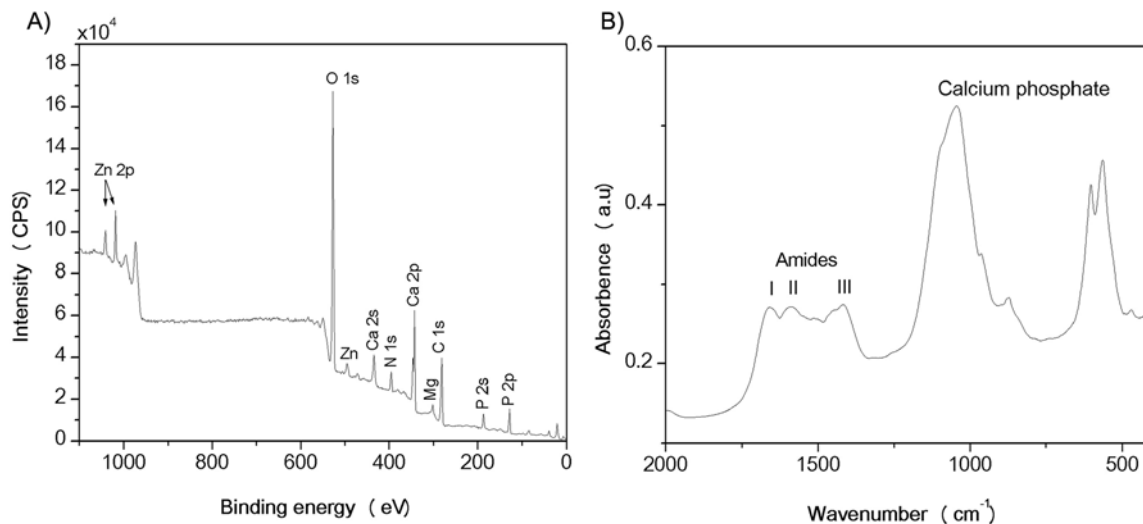 A)
x10⁴
18
16
14
12
10
8
6
4
2
0
Intensity (CPS)
Zn 2p
O 1s
Zn
Ca 2s
N 1s
Ca 2p
Mg
C 1s
P 2s
P 2p
1000
800
600
400
200
0
Binding energy (eV)
B)
0.6
0.4
0.2
Absorbence (a.u)
Calcium phosphate
Amides
I
II
III
2000
1500
1000
500
Wavenumber (cm⁻¹)